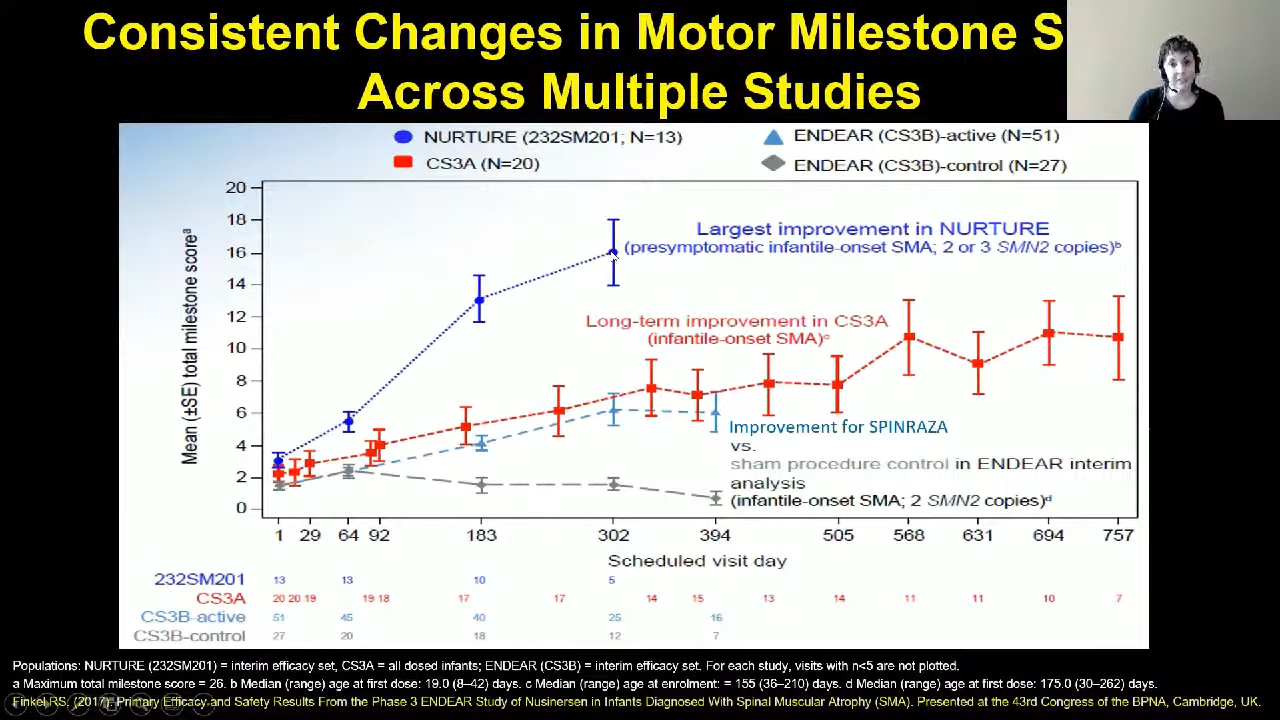 Consistent Changes in Motor Milestone S
Across Multiple Studies
NURTURE (232SM201; N=13)
ENDEAR (CS3B)-active (N=51)
CS3A (N=20)
ENDEAR (CS3B)-control (N=27)
Mean (±SE) total milestone scoreª
20
18
16
14
12
10
8
6
4
2
0
Largest improvement in NURTURE
(presymptomatic infantile-onset SMA; 2 or 3 SMN2 copies)ᵇ
Long-term improvement in CS3A
(infantile-onset SMA)ᶜ
Improvement for SPINRAZA
vs.
sham procedure control in ENDEAR interim
analysis
(infantile-onset SMA; 2 SMN2 copies)ᵈ
1 29 64 92 183 302 394 505 568 631 694 757
Scheduled visit day
232SM201 13 13 10 5
CS3A 20 20 19 19 18 17 17 14 15 13 14 11 11 10 7
CS3B-active 51 45 40 25 16
CS3B-control 27 20 18 12 7
Populations: NURTURE (232SM201) = interim efficacy set, CS3A = all dosed infants; ENDEAR (CS3B) = interim efficacy set. For each study, visits with n<5 are not plotted.
a Maximum total milestone score = 26. b Median (range) age at first dose: 19.0 (8–42) days. c Median (range) age at enrolment: = 155 (36–210) days. d Median (range) age at first dose: 175.0 (30–262) days.
Finkel RS. (2017). Primary Efficacy and Safety Results From the Phase 3 ENDEAR Study of Nusinersen in Infants Diagnosed With Spinal Muscular Atrophy (SMA). Presented at the 43rd Congress of the BPNA, Cambridge, UK.